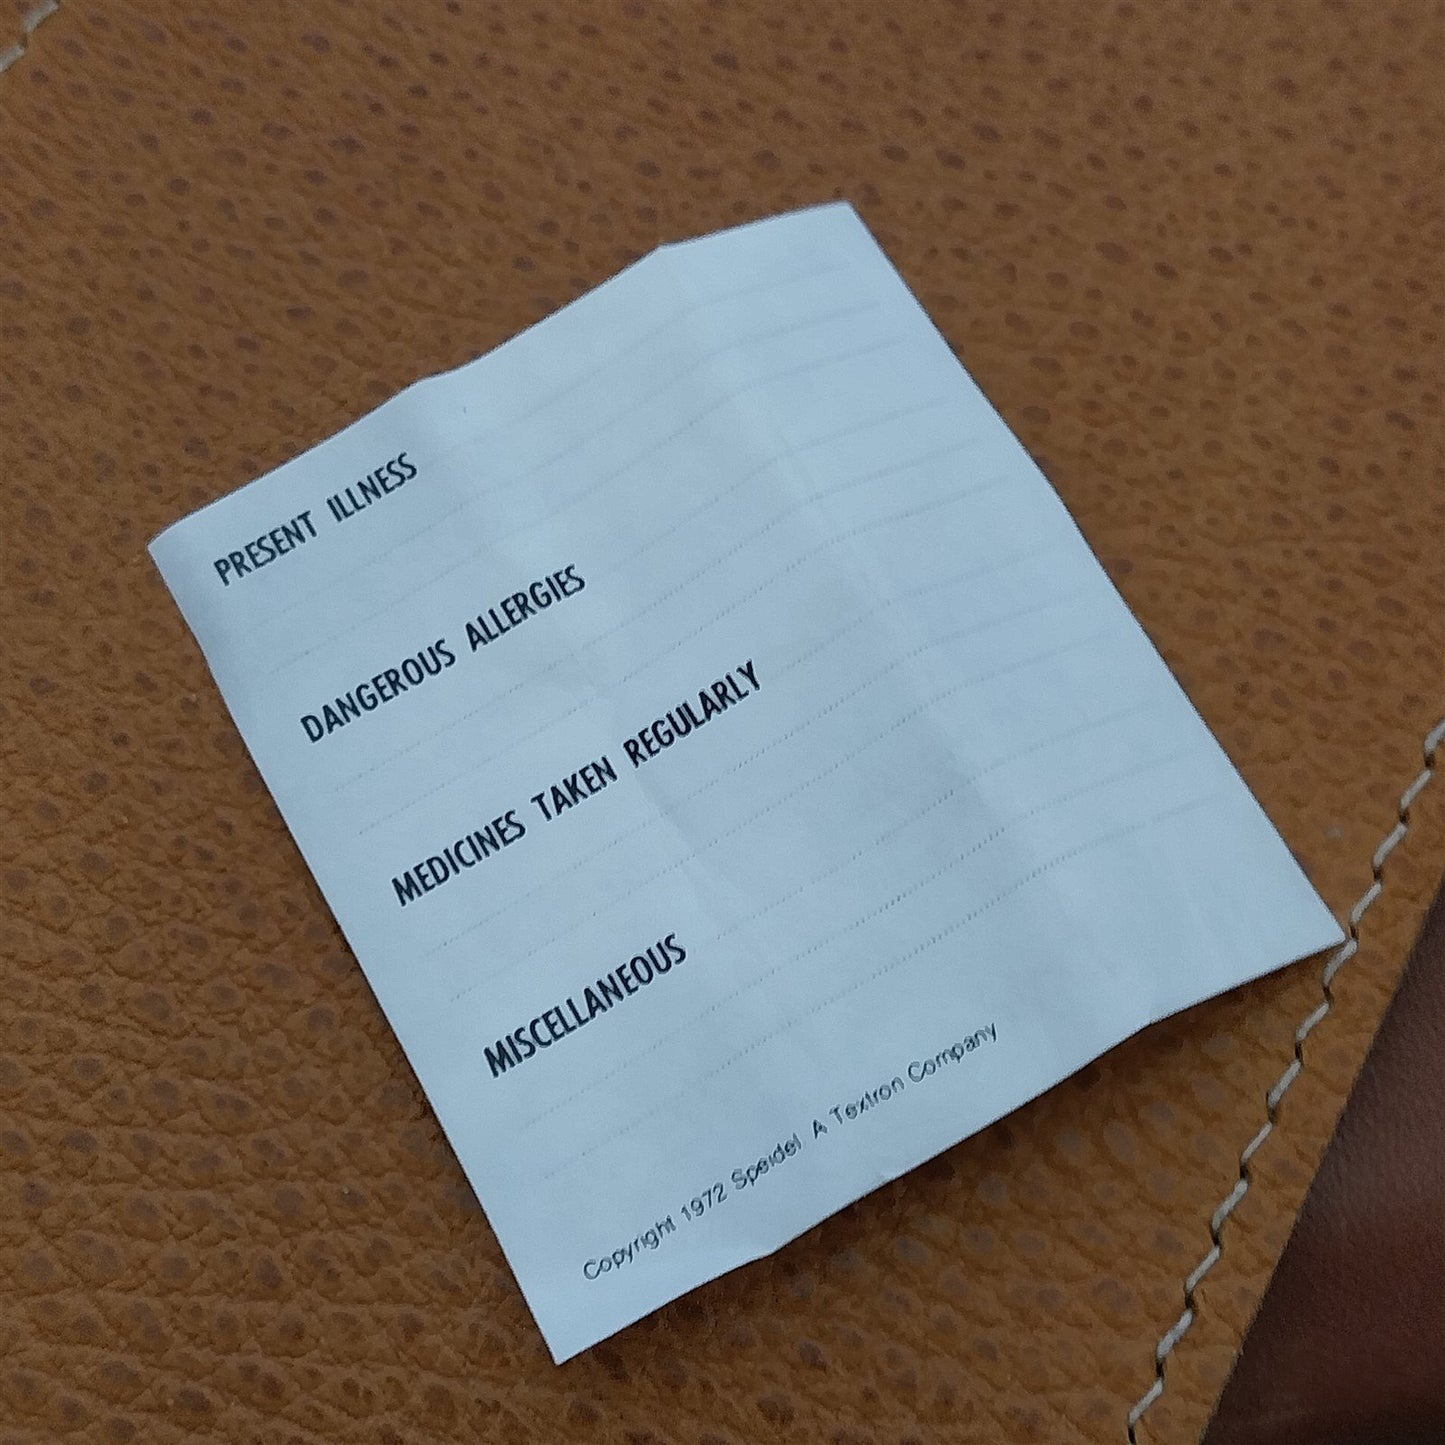 PRESENT ILLNESS
DANGEROUS ALLERGIES
MEDICINES TAKEN REGULARLY
MISCELLANEOUS
Copyright 1972 Speidel A Textron Company